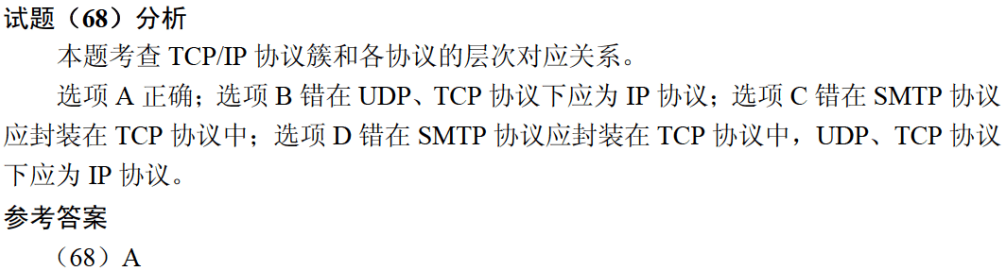 试题（68）分析
本题考查 TCP/IP 协议簇和各协议的层次对应关系。
选项 A 正确；选项 B 错在 UDP、TCP 协议下应为 IP 协议；选项 C 错在 SMTP 协议
应封装在 TCP 协议中；选项 D 错在 SMTP 协议应封装在 TCP 协议中，UDP、TCP 协议
下应为 IP 协议。
参考答案
（68）A